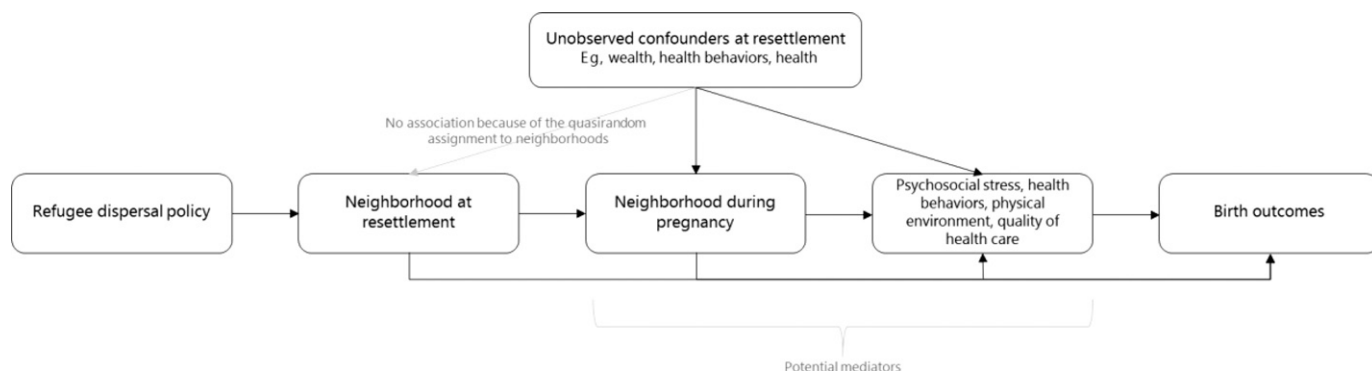 Unobserved confounders at resettlement
Eg, wealth, health behaviors, health
No association because of the quasirandom
assignment to neighborhoods
Refugee dispersal policy
Neighborhood at
resettlement
Neighborhood during
pregnancy
Psychosocial stress, health
behaviors, physical
environment, quality of
health care
Birth outcomes
Potential mediators